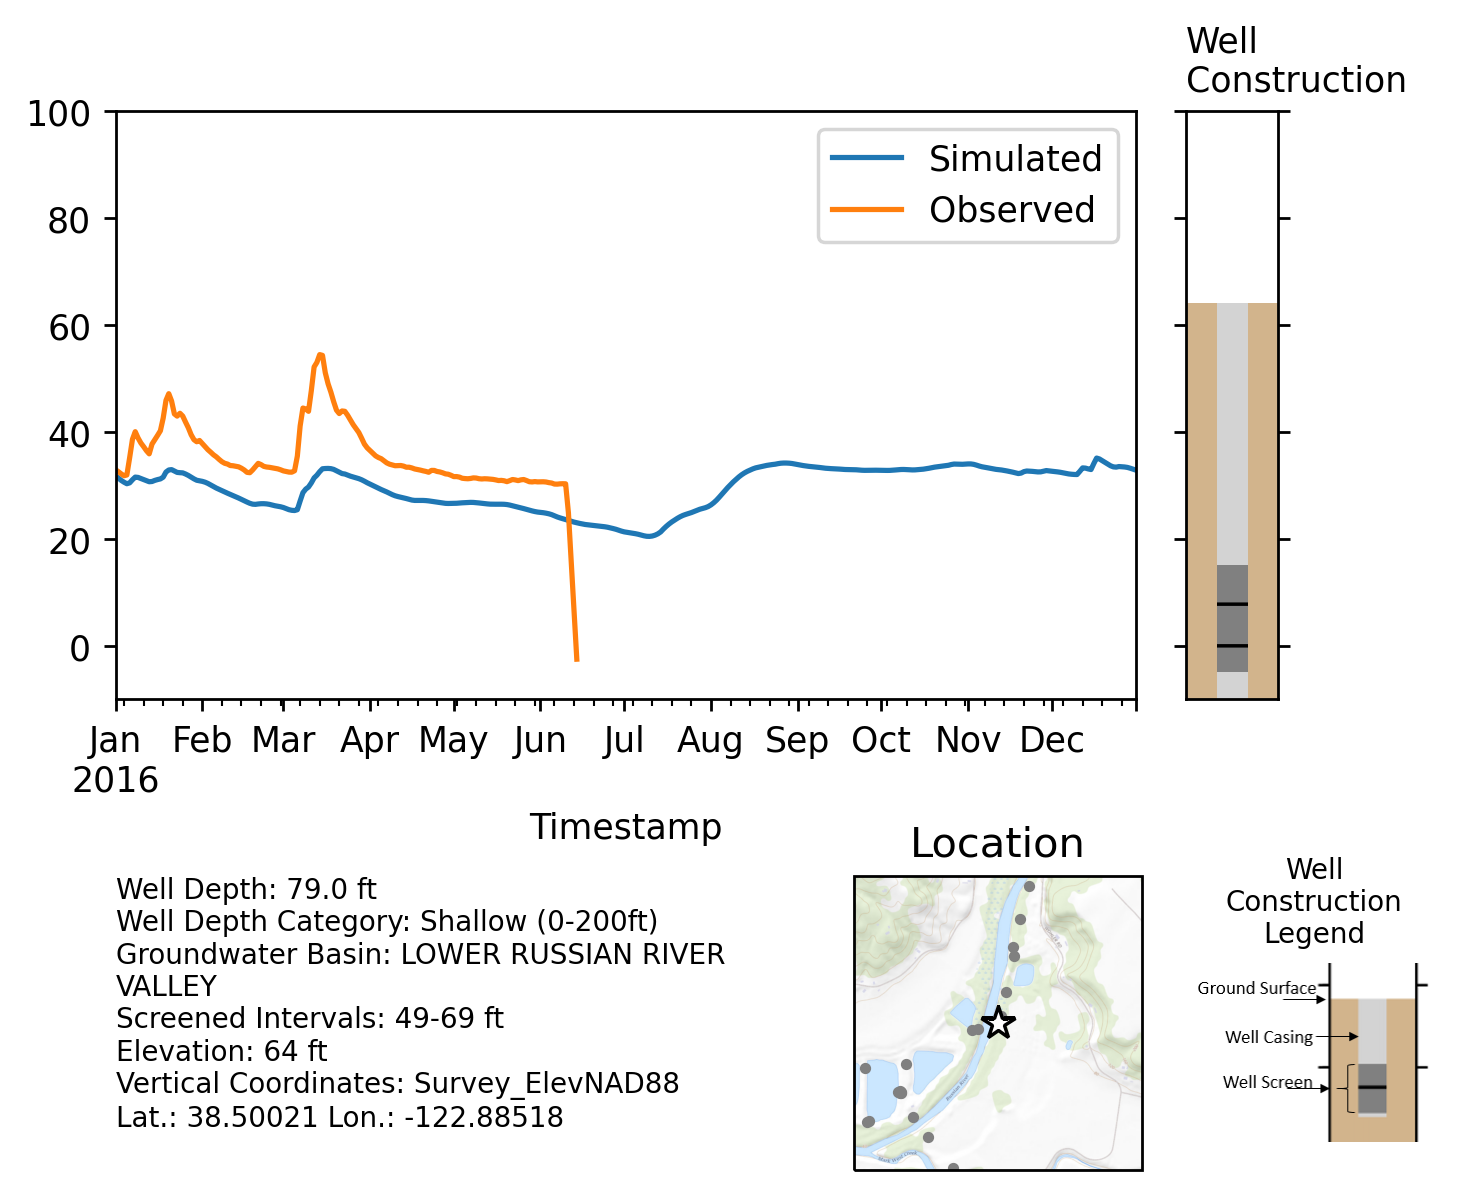 Well
Construction
100
80
60
40
20
0
Simulated
Observed
Jan
2016
Feb
Mar
Apr
May
Jun
Jul
Aug
Sep
Oct
Nov
Dec
Timestamp
Well Depth: 79.0 ft
Well Depth Category: Shallow (0-200ft)
Groundwater Basin: LOWER RUSSIAN RIVER
VALLEY
Screened Intervals: 49-69 ft
Elevation: 64 ft
Vertical Coordinates: Survey_ElevNAD88
Lat.: 38.50021 Lon.: -122.88518
Location
Well
Construction
Legend
Ground Surface
Well Casing
Well Screen